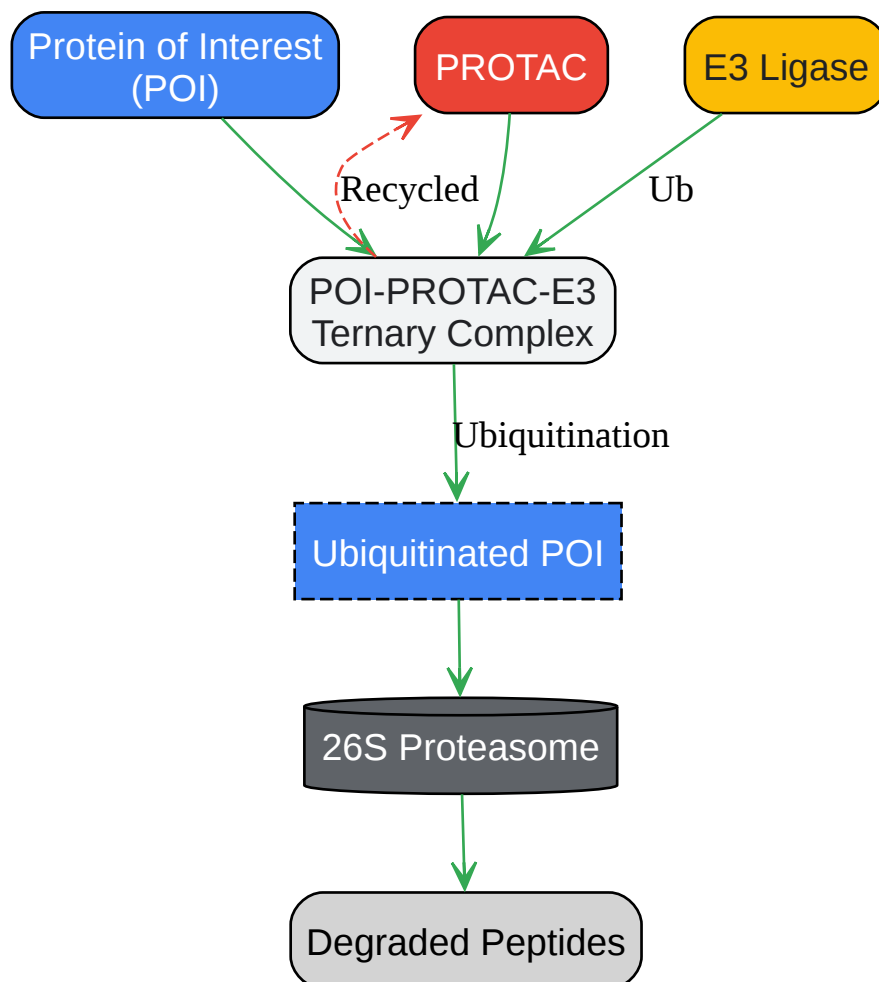 Protein of Interest
(POI)
PROTAC
E3 Ligase
Recycled
Ub
POI-PROTAC-E3
Ternary Complex
Ubiquitination
Ubiquitinated POI
26S Proteasome
Degraded Peptides